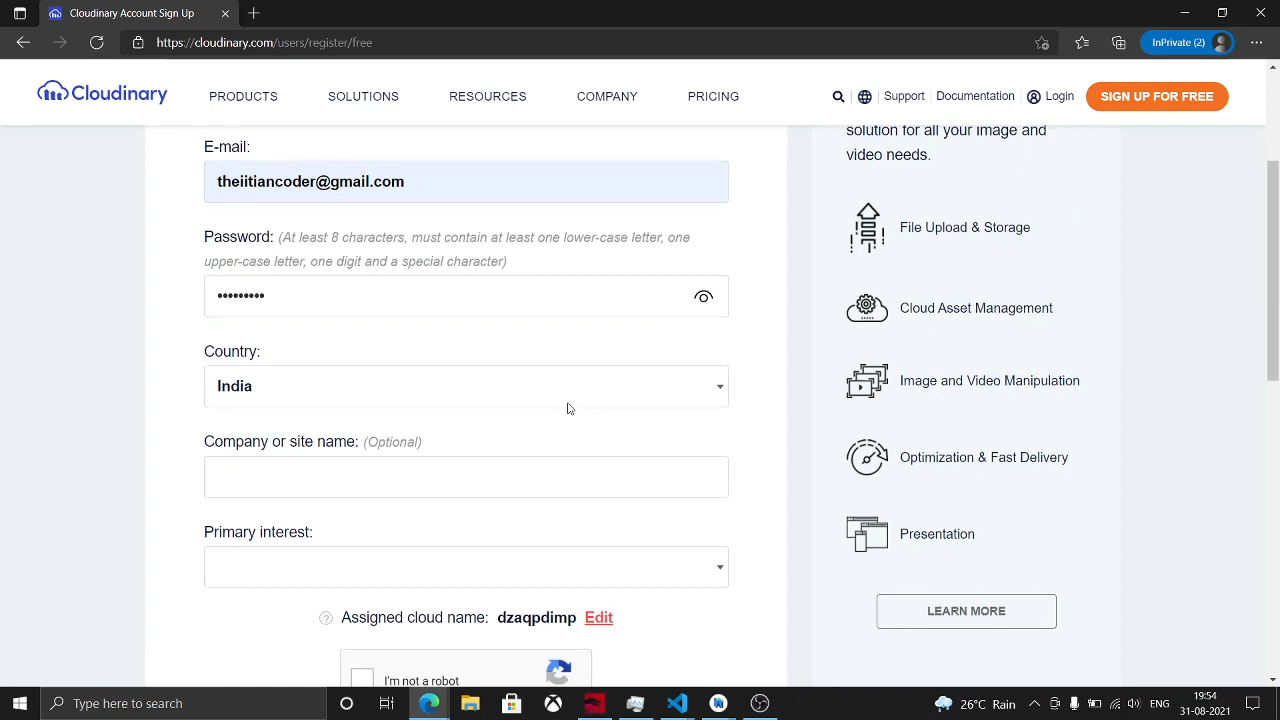 Cloudinary Account Sign Up
https://cloudinary.com/users/register/free
InPrivate (2)
Cloudinary
PRODUCTS
SOLUTIONS
RESOURCES
COMPANY
PRICING
Support
Documentation
Login
SIGN UP FOR FREE
E-mail:
theiitiancoder@gmail.com
Password: (At least 8 characters, must contain at least one lower-case letter, one
upper-case letter, one digit and a special character)
•••••••••
Country:
India
Company or site name: (Optional)
Primary interest:
Assigned cloud name: dzaqpdimp Edit
I'm not a robot
solution for all your image and
video needs.
File Upload & Storage
Cloud Asset Management
Image and Video Manipulation
Optimization & Fast Delivery
Presentation
LEARN MORE
Type here to search
26°C Rain
ENG
19:54
31-08-2021